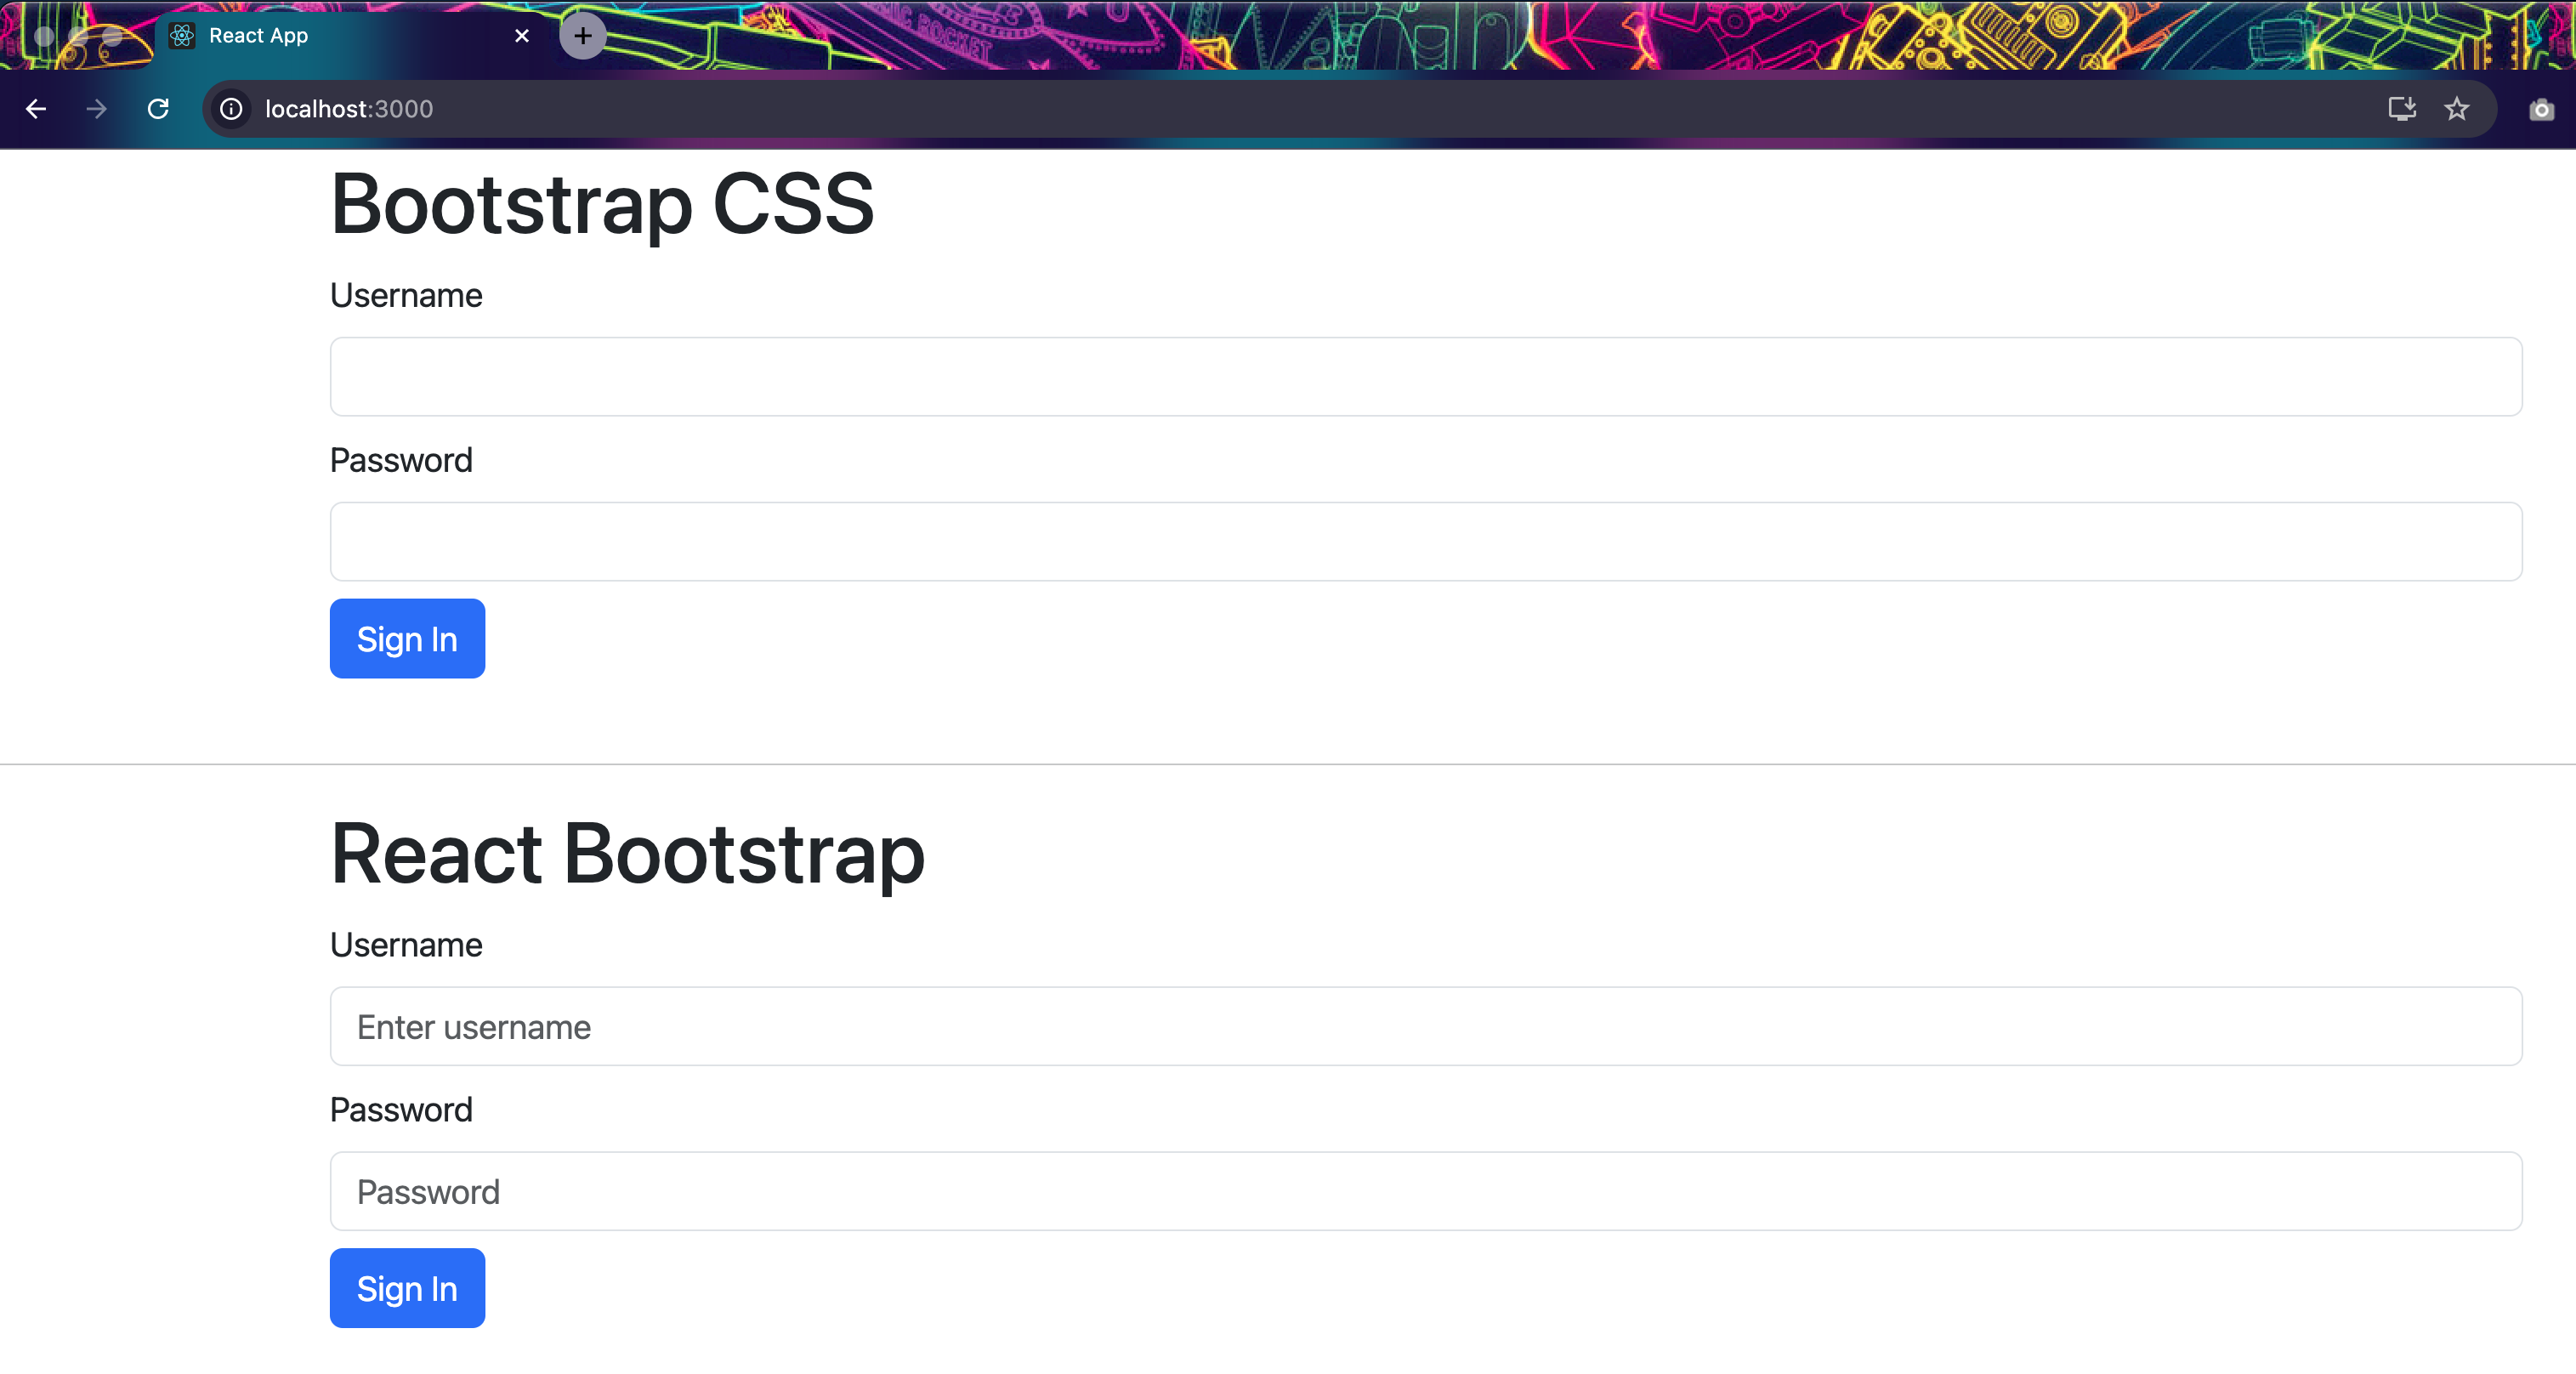 React App
localhost:3000
ROCKET
Bootstrap CSS
Username
Password
Sign In
React Bootstrap
Username
Enter username
Password
Password
Sign In